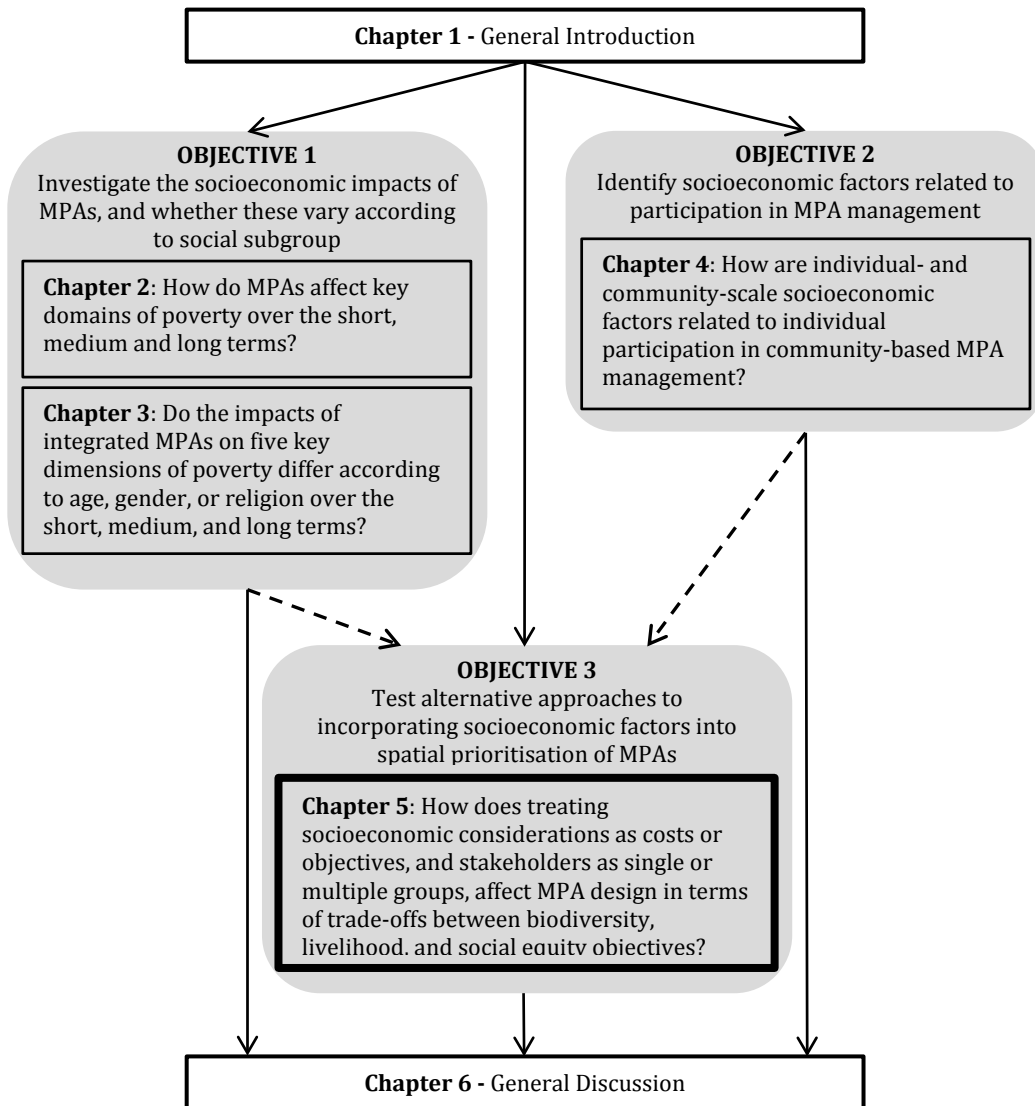 Chapter 1 - General Introduction
OBJECTIVE 1
Investigate the socioeconomic impacts of
MPAs, and whether these vary according
to social subgroup
Chapter 2: How do MPAs affect key
domains of poverty over the short,
medium and long terms?
Chapter 3: Do the impacts of
integrated MPAs on five key
dimensions of poverty differ according
to age, gender, or religion over the
short, medium, and long terms?
OBJECTIVE 2
Identify socioeconomic factors related to
participation in MPA management
Chapter 4: How are individual- and
community-scale socioeconomic
factors related to individual
participation in community-based MPA
management?
OBJECTIVE 3
Test alternative approaches to
incorporating socioeconomic factors into
spatial prioritisation of MPAs
Chapter 5: How does treating
socioeconomic considerations as costs or
objectives, and stakeholders as single or
multiple groups, affect MPA design in terms
of trade-offs between biodiversity,
livelihood, and social equity objectives?
Chapter 6 - General Discussion